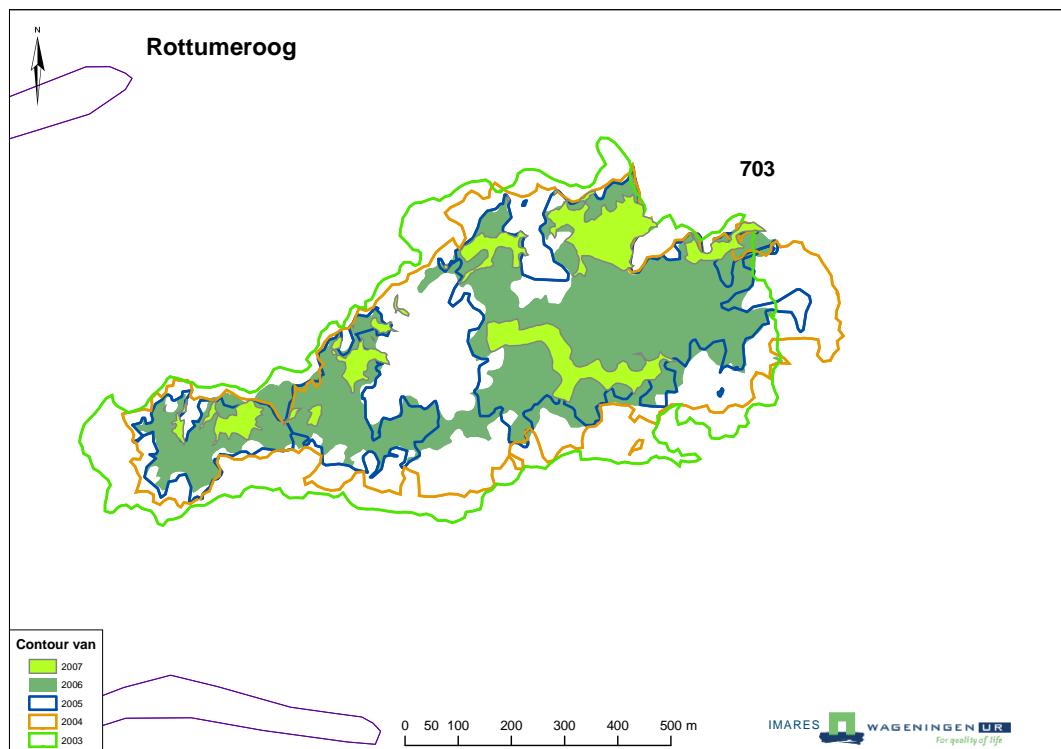 N
Rottumeroog
703
Contour van
2007
2006
2005
2004
2003
0 50 100 200 300 400 500 m
IMARES WAGENINGEN UR
For quality of life